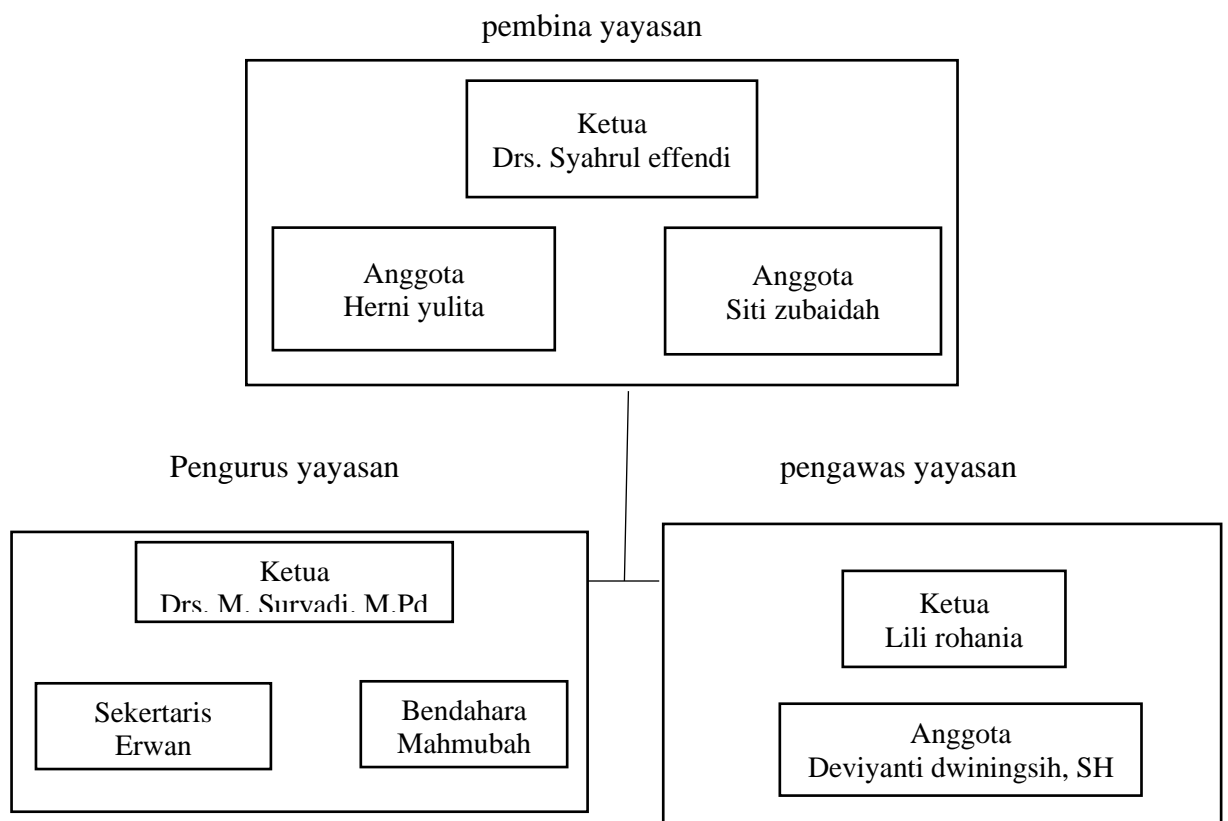 pembina yayasan
Ketua
Drs. Syahrul effendi
Anggota
Herni yulita
Anggota
Siti zubaidah
Pengurus yayasan
Ketua
Drs. M. Suryadi, M.Pd
Sekertaris
Erwan
Bendahara
Mahmubah
pengawas yayasan
Ketua
Lili rohania
Anggota
Deviyanti dwiningsih, SH